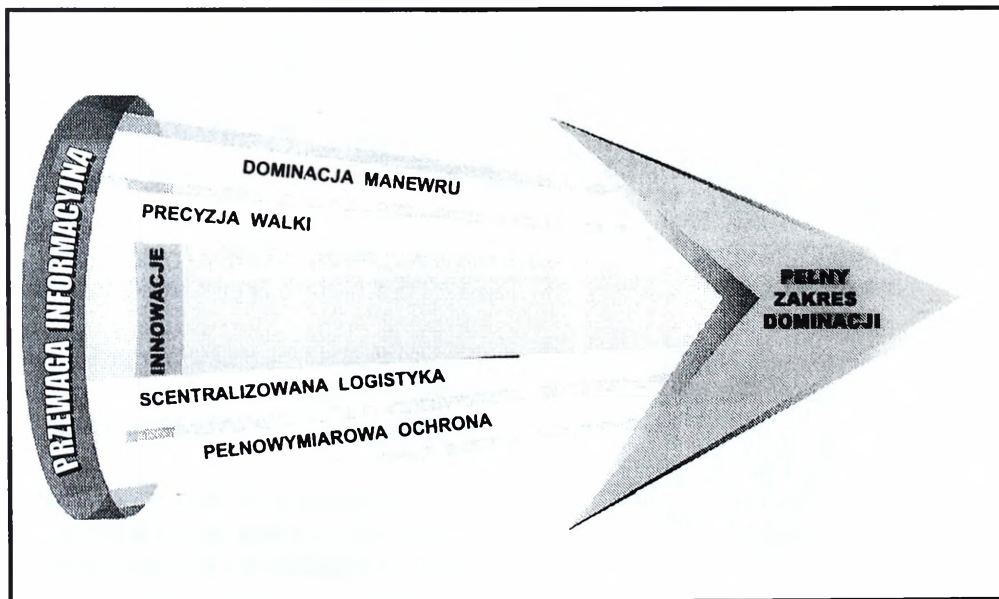 PRZEWAGA INFORMACYJNA
DOMINACJA MANEWRU
PRECYZJA WALKI
INNOWACJE
SCENTRALIZOWANA LOGISTYKA
PEŁNOWYMIAROWA OCHRONA
PEŁNY
ZAKRES
DOMINACJI